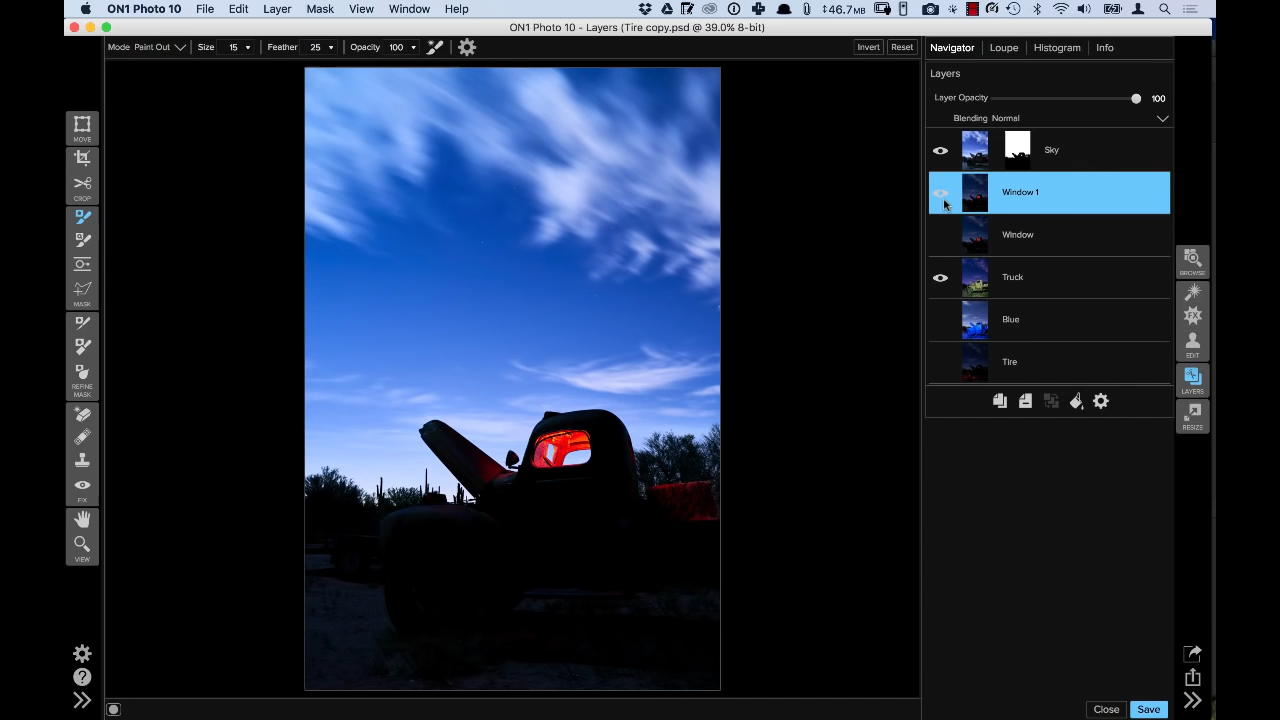 ON1 Photo 10 File Edit Layer Mask View Window Help 46.7MB
ON1 Photo 10 - Layers (Tire copy.psd @ 39.0% 8-bit)
Mode Paint Out Size 15 Feather 25 Opacity 100 Invert Reset
Navigator Loupe Histogram Info
Layers
Layer Opacity 100
Blending Normal
Sky
Window 1
Window
Truck
Blue
Tire
MOVE
CROP
MASK
REFINE
MASK
FIX
VIEW
BROWSE
EDIT
LAYERS
RESIZE
Close Save